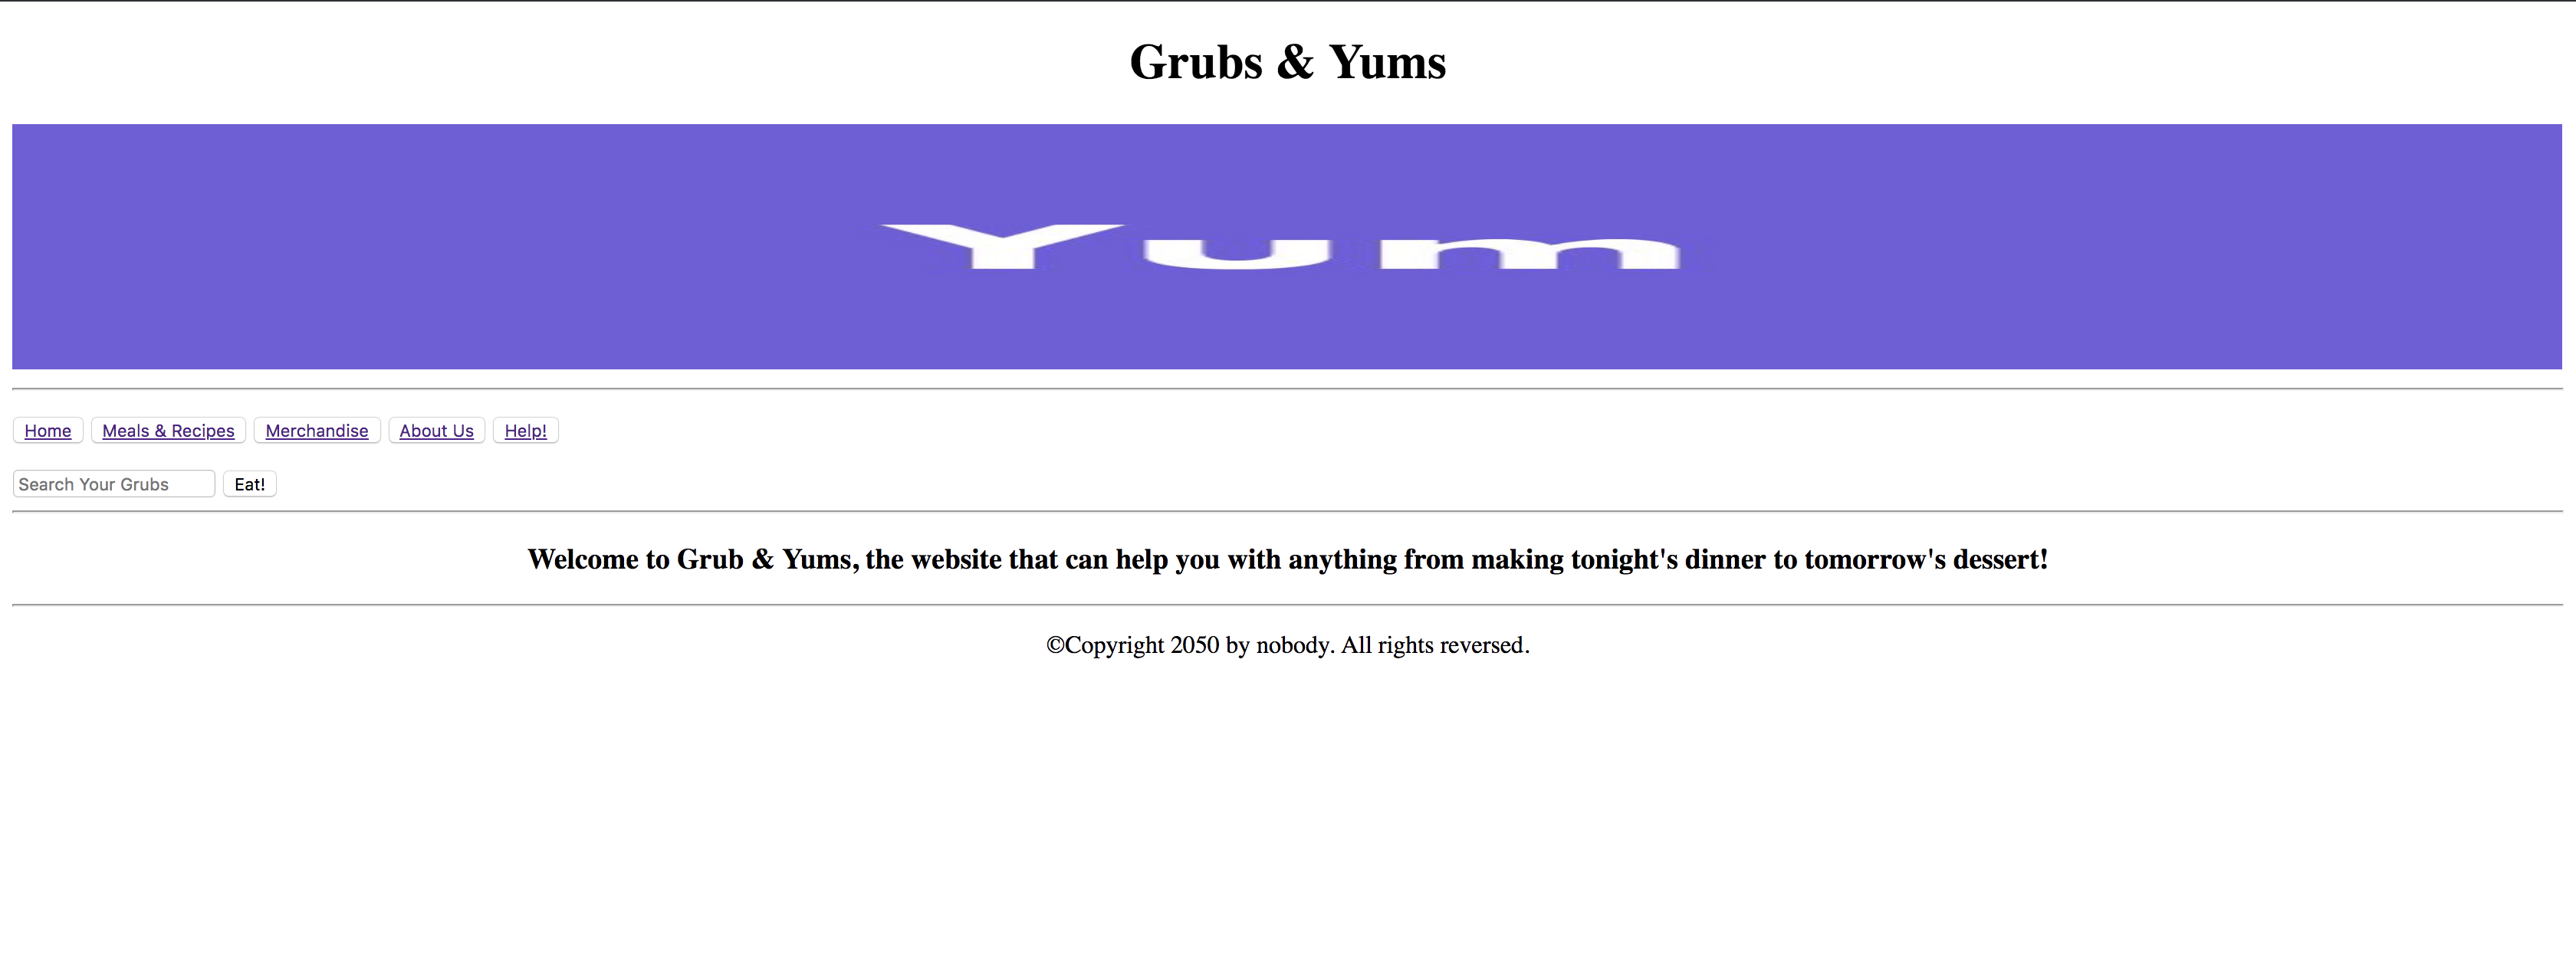 Grubs & Yums
Yum
Home Meals & Recipes Merchandise About Us Help!
Search Your Grubs Eat!
Welcome to Grub & Yums, the website that can help you with anything from making tonight's dinner to tomorrow's dessert!
©Copyright 2050 by nobody. All rights reversed.